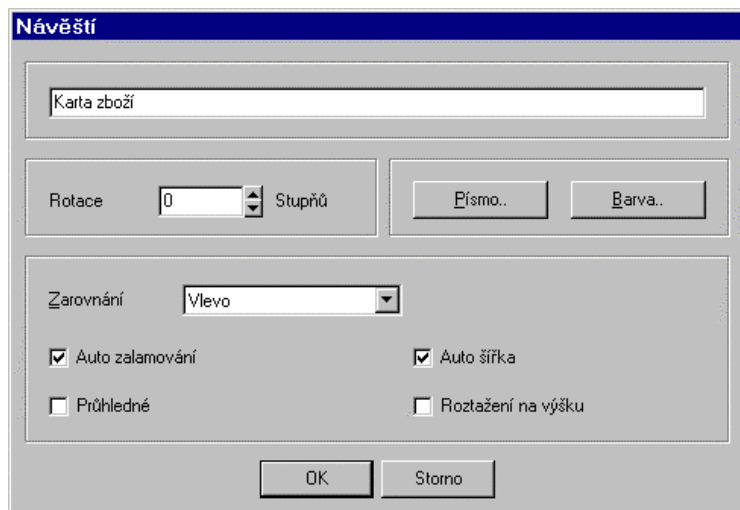 Návěští
Karta zboží
Rotace 0 Stupňů Písmo.. Barva..
Zarovnání Vlevo
Auto zalamování Auto šířka
Průhledné Roztažení na výšku
OK Storno